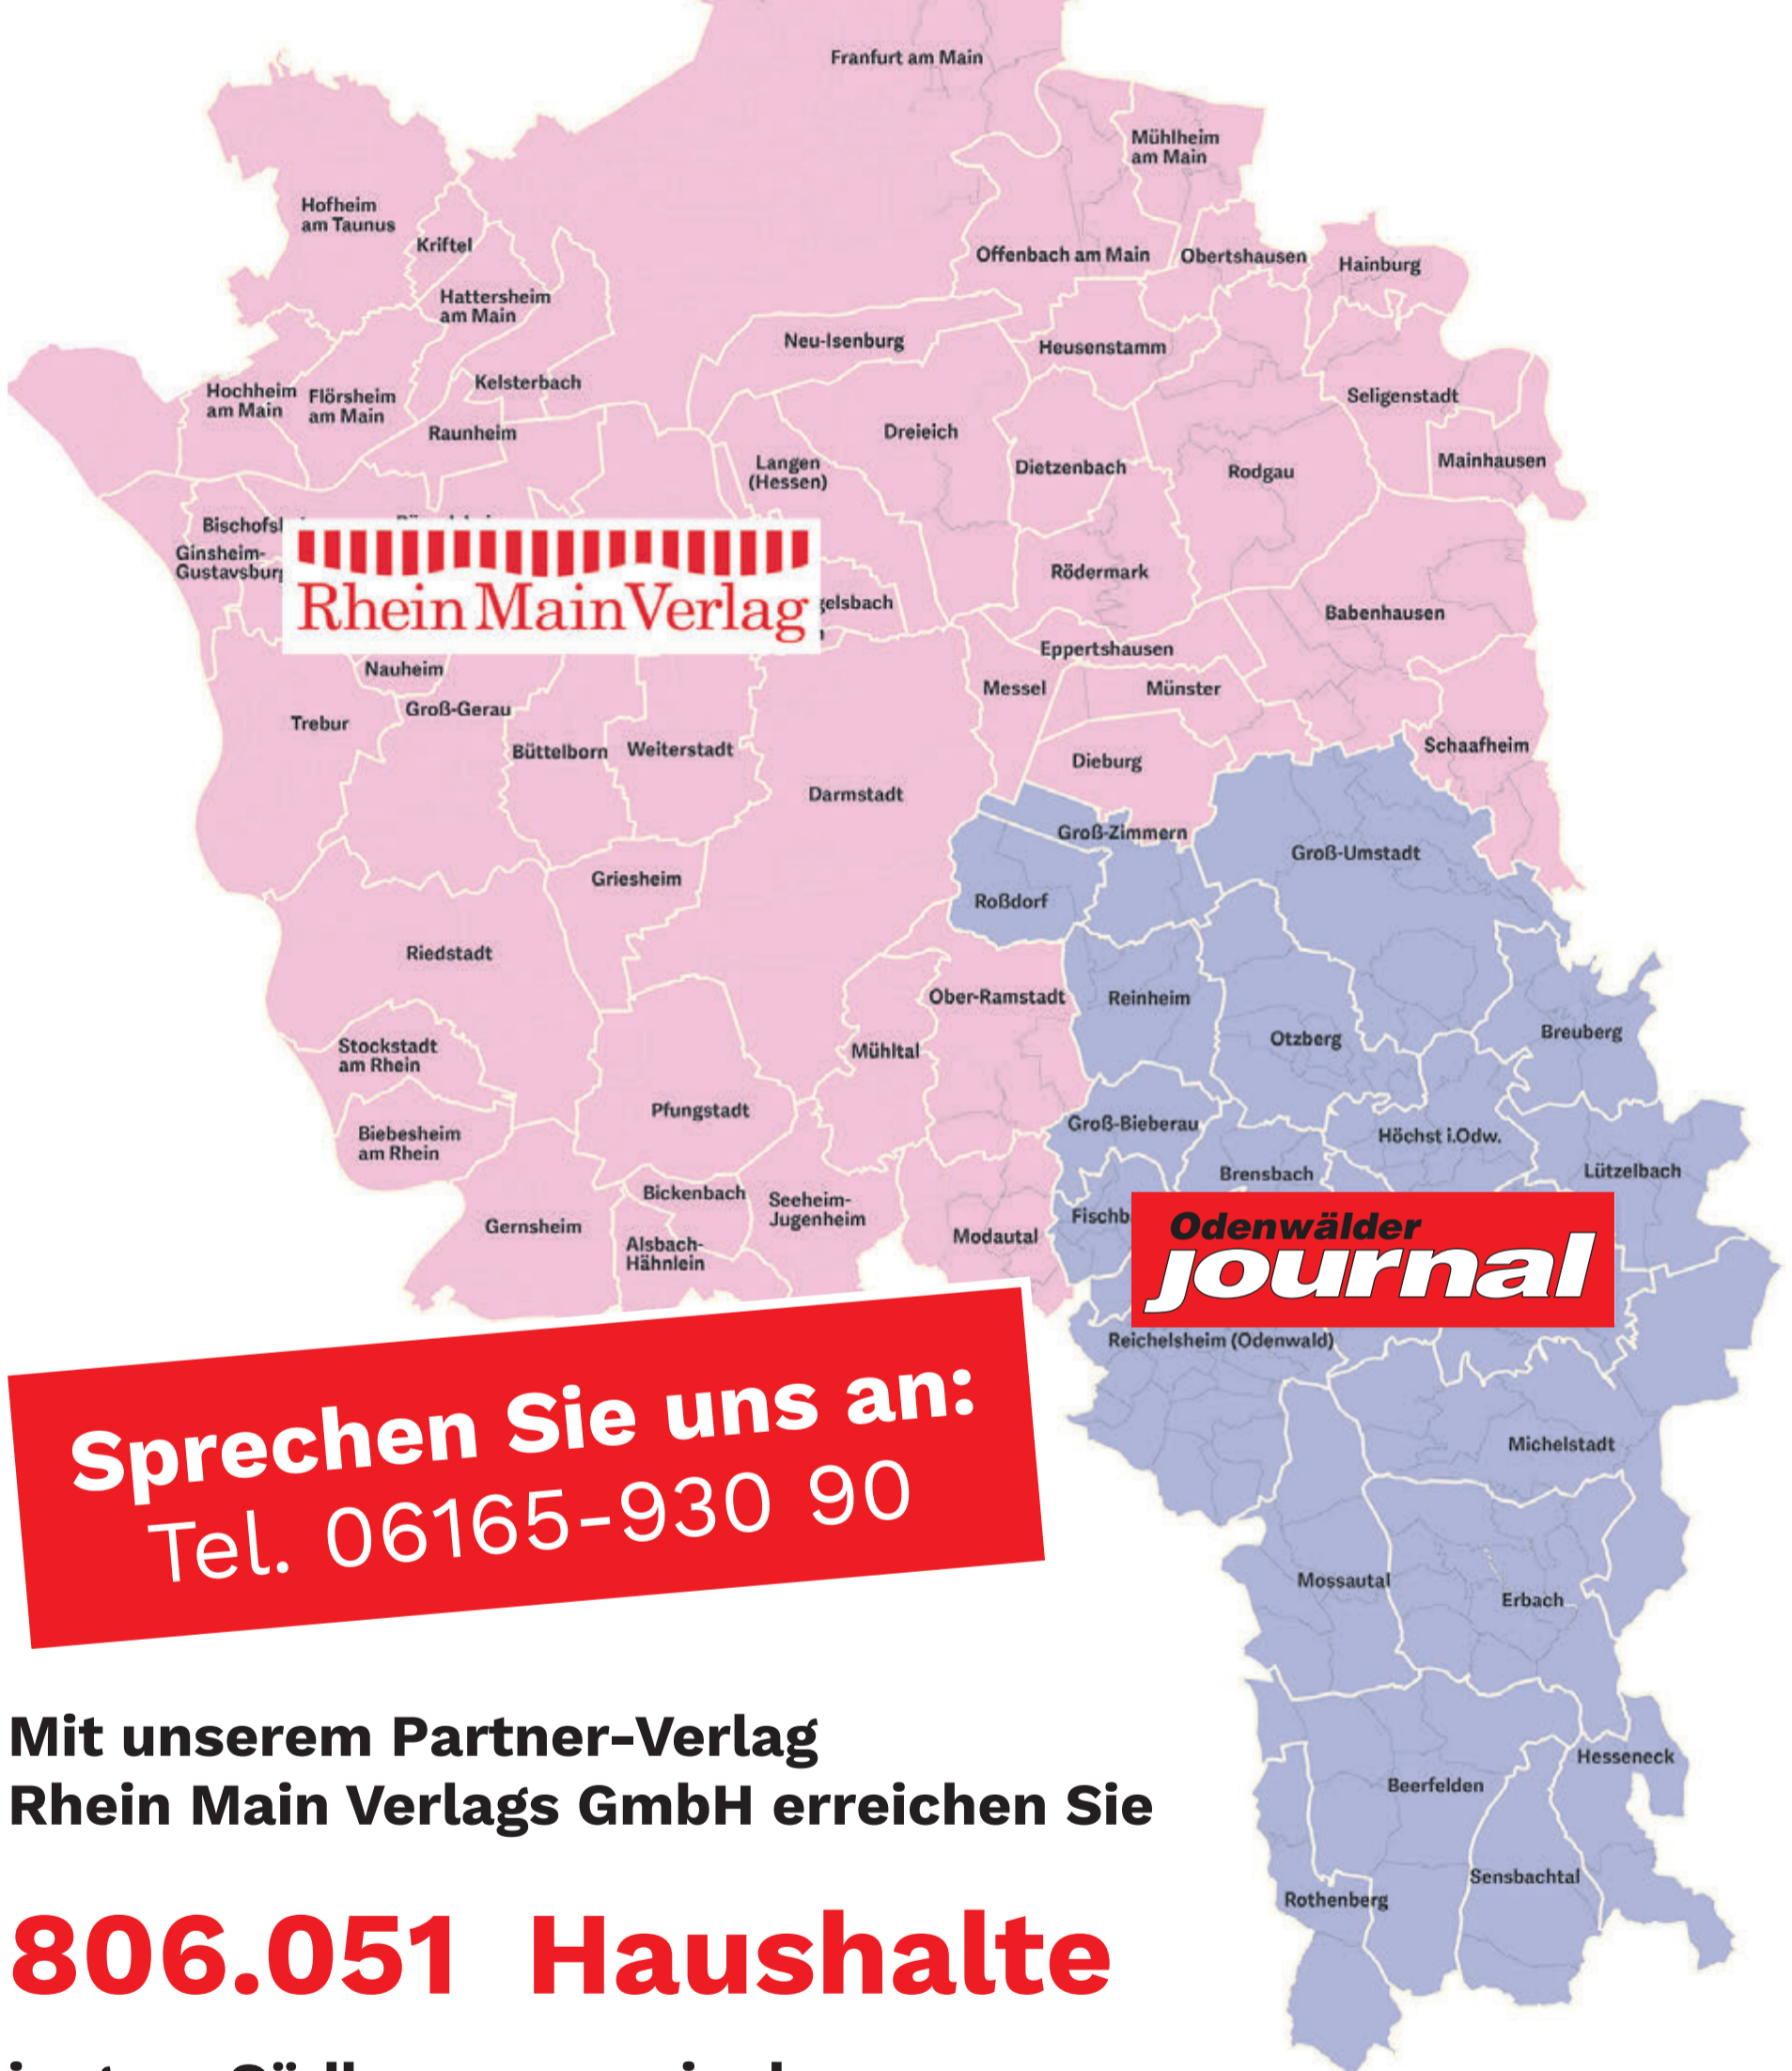 Franfurt am Main
Mühlheim
am Main
Hofheim
am Taunus
Kriftel
Offenbach am Main
Obertshausen
Hainburg
Hattersheim
am Main
Neu-Isenburg
Heusenstamm
Kelsterbach
Hochheim
am Main
Flörsheim
am Main
Seligenstadt
Raunheim
Dreieich
Langen
(Hessen)
Dietzenbach
Rodgau
Mainhausen
Ginsheim-
Rhein Main Verlag
gelsbach
Rödermark
Babenhausen
Eppertshausen
Nauheim
Messel
Münster
Groß-Gerau
Trebur
Büttelborn
Weiterstadt
Schaafheim
Dieburg
Darmstadt
Groß-Zimmern
Groß-Umstadt
Griesheim
Roßdorf
Riedstadt
Ober-Ramstadt
Reinheim
Otzberg
Breuberg
Stockstadt
am Rhein
Mühltal
Pfungstadt
Groß-Bieberau
Höchst i.Odw.
Biebesheim
am Rhein
Brensbach
Lützelbach
Bickenbach
Seeheim-
Jugenheim
Gernsheim
Modautal
Fischb
Alsbach-
Hähnlein
Odenwälder
journal
Reichelsheim (Odenwald)
Sprechen Sie uns an:
Tel. 06165-930 90
Michelstadt
Mossautal
Erbach
Hesseneck
Beerfelden
Sensbachtal
Rothenberg
Mit unserem Partner-Verlag
Rhein Main Verlags GmbH erreichen Sie
806.051 Haushalte